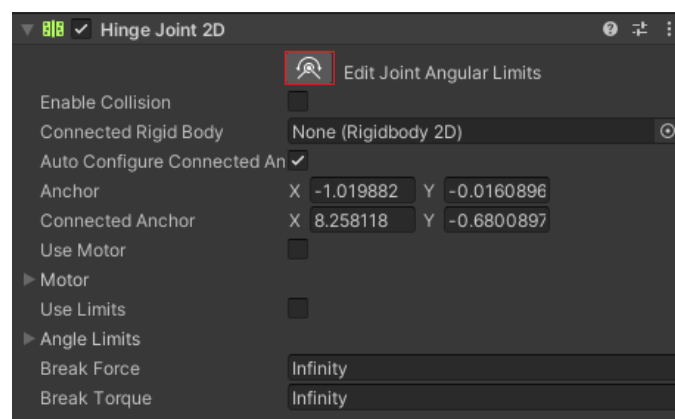 Hinge Joint 2D
Edit Joint Angular Limits
Enable Collision
Connected Rigid Body None (Rigidbody 2D)
Auto Configure Connected An
Anchor X -1.019882 Y -0.0160896
Connected Anchor X 8.258118 Y -0.6800897
Use Motor
Motor
Use Limits
Angle Limits
Break Force Infinity
Break Torque Infinity